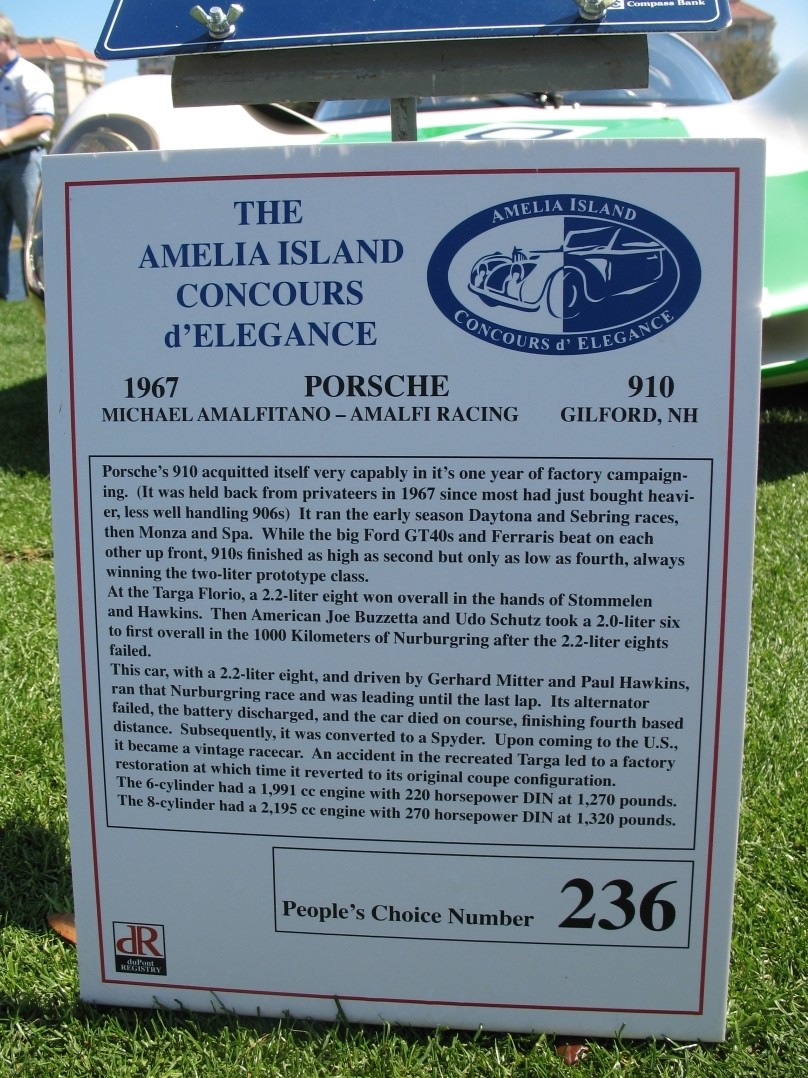 Compass Bank
THE
AMELIA ISLAND
CONCOURS
d'ELEGANCE
AMELIA ISLAND
CONCOURS d' ELEGANCE
1967 PORSCHE 910
MICHAEL AMALFITANO – AMALFI RACING GILFORD, NH
Porsche's 910 acquitted itself very capably in it's one year of factory campaign-
ing. (It was held back from privateers in 1967 since most had just bought heavi-
er, less well handling 906s) It ran the early season Daytona and Sebring races,
then Monza and Spa. While the big Ford GT40s and Ferraris beat on each
other up front, 910s finished as high as second but only as low as fourth, always
winning the two-liter prototype class.
At the Targa Florio, a 2.2-liter eight won overall in the hands of Stommelen
and Hawkins. Then American Joe Buzzetta and Udo Schutz took a 2.0-liter six
to first overall in the 1000 Kilometers of Nurburgring after the 2.2-liter eights
failed.
This car, with a 2.2-liter eight, and driven by Gerhard Mitter and Paul Hawkins,
ran that Nurburgring race and was leading until the last lap. Its alternator
failed, the battery discharged, and the car died on course, finishing fourth based
distance. Subsequently, it was converted to a Spyder. Upon coming to the U.S.,
it became a vintage racecar. An accident in the recreated Targa led to a factory
restoration at which time it reverted to its original coupe configuration.
The 6-cylinder had a 1,991 cc engine with 220 horsepower DIN at 1,270 pounds.
The 8-cylinder had a 2,195 cc engine with 270 horsepower DIN at 1,320 pounds.
People's Choice Number 236
dR
duPont
REGISTRY